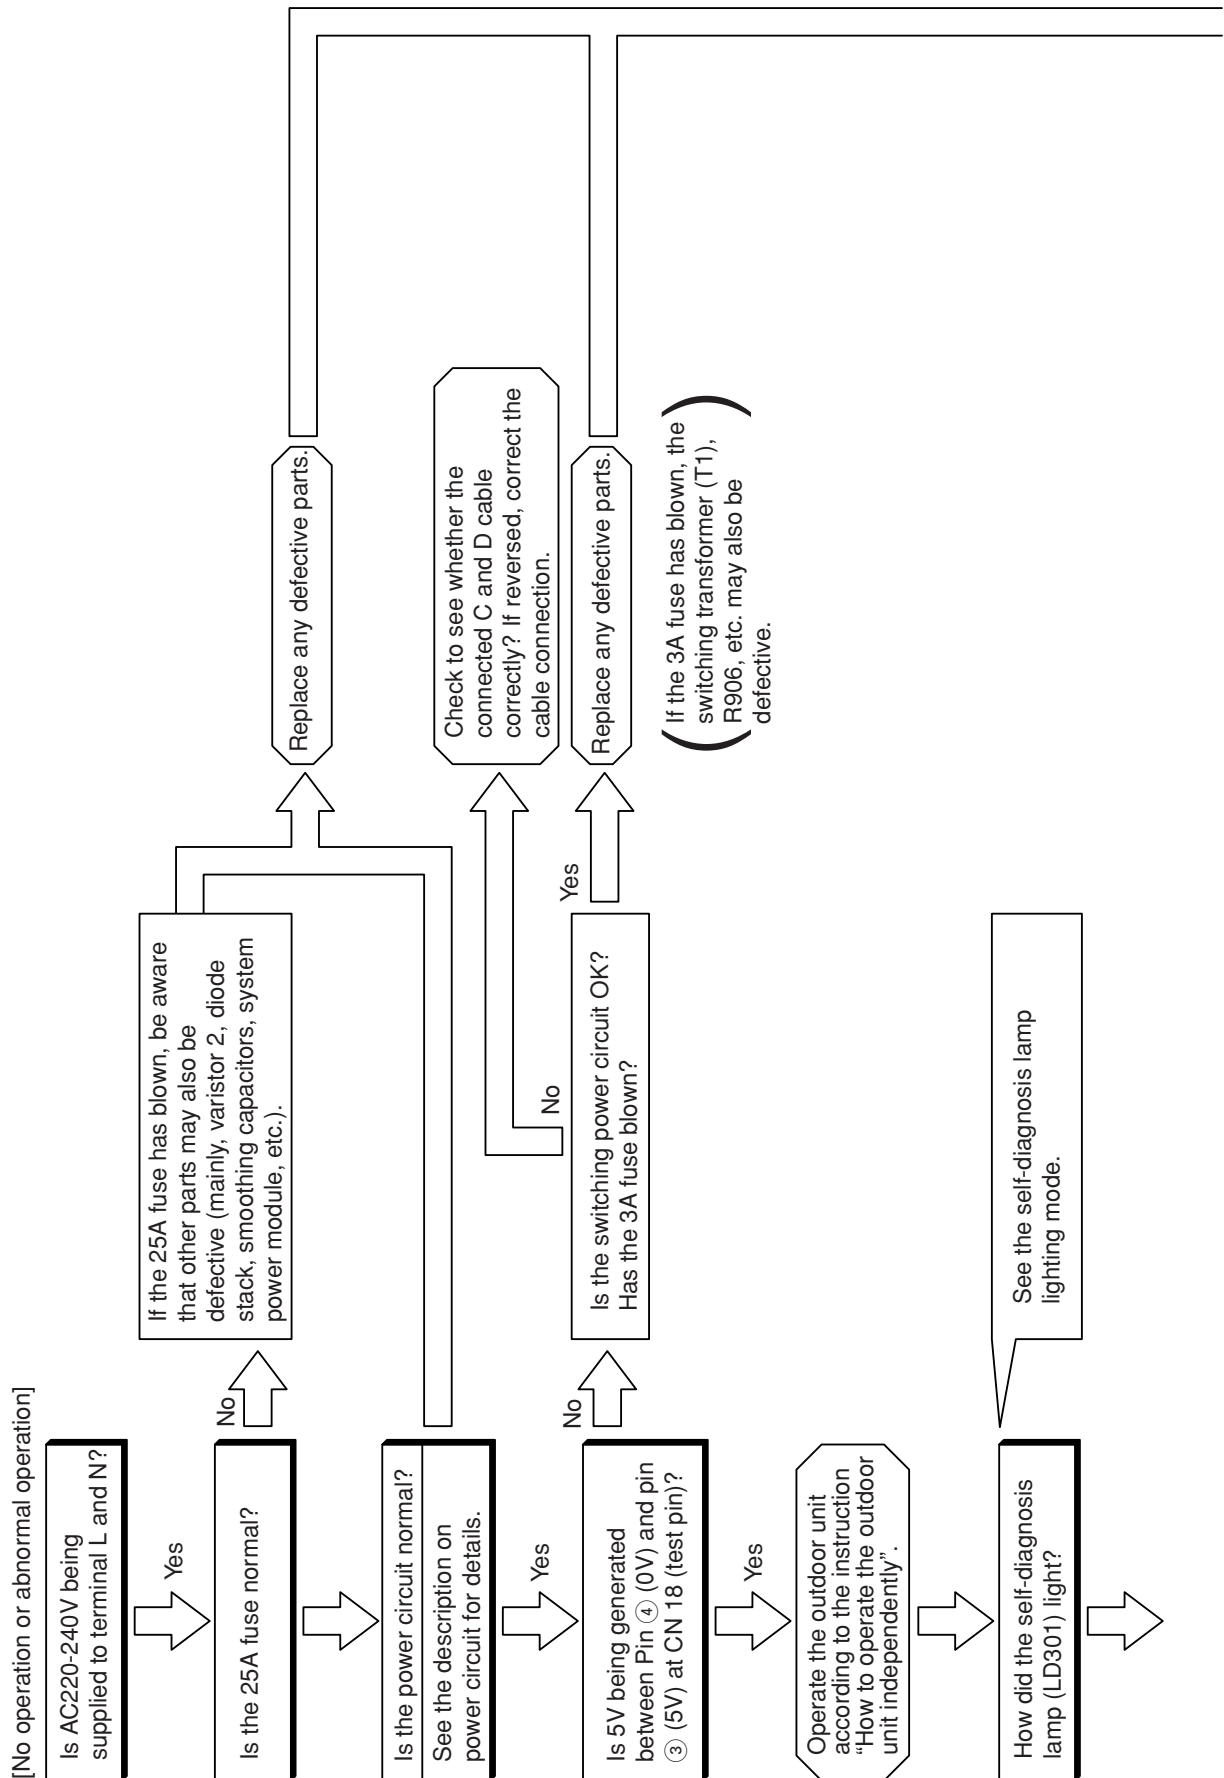 [No operation or abnormal operation]
Is AC220-240V being
supplied to terminal L and N?
Yes
Is the 25A fuse normal?
No
If the 25A fuse has blown, be aware
that other parts may also be
defective (mainly, varistor 2, diode
stack, smoothing capacitors, system
power module, etc.).
Replace any defective parts.
Is the power circuit normal?
See the description on
power circuit for details.
Yes
Is 5V being generated
between Pin ④ (0V) and pin
③ (5V) at CN 18 (test pin)?
No
Is the switching power circuit OK?
Has the 3A fuse blown?
No
Check to see whether the
connected C and D cable
correctly? If reversed, correct the
cable connection.
Yes
Replace any defective parts.
If the 3A fuse has blown, the
switching transformer (T1),
R906, etc. may also be
defective.
Yes
Operate the outdoor unit
according to the instruction
“How to operate the outdoor
unit independently”.
How did the self-diagnosis
lamp (LD301) light?
See the self-diagnosis lamp
lighting mode.